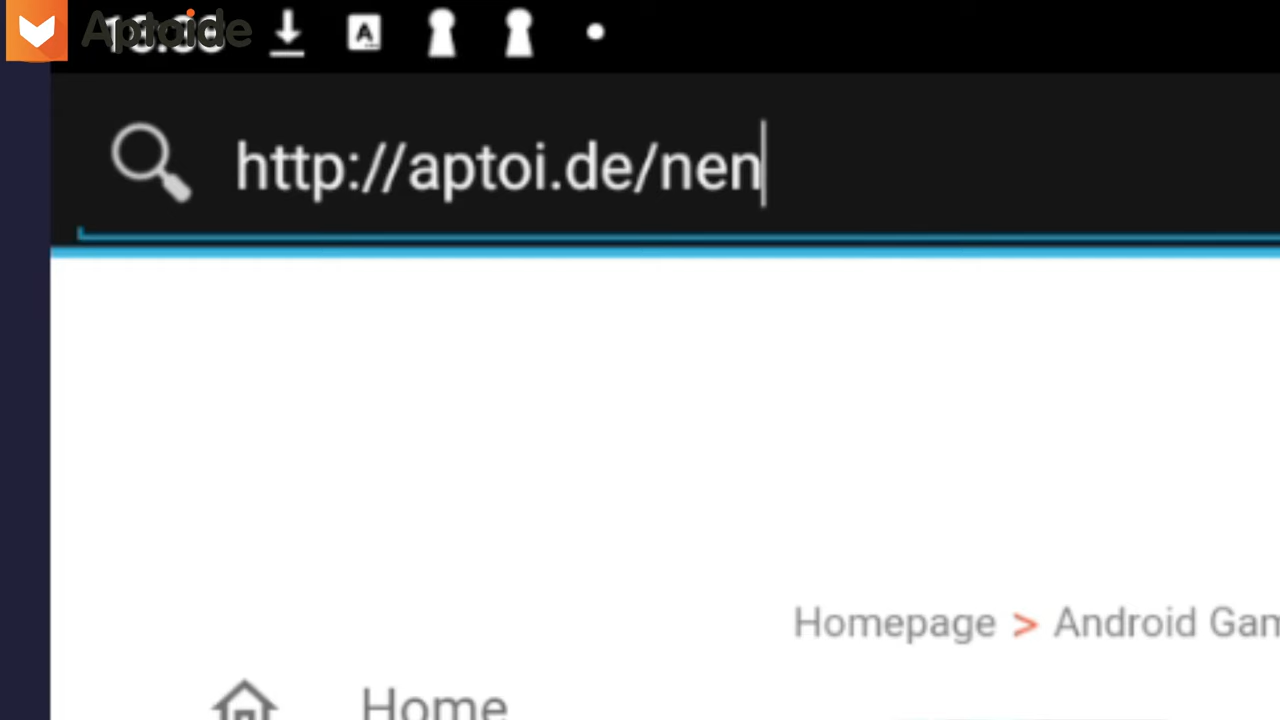 Aptoide
A
http://aptoi.de/nen
Homepage > Android Gam
Home